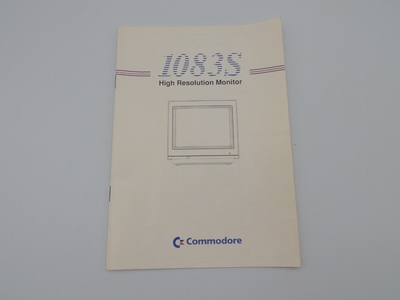 1083S
High Resolution Monitor
Commodore